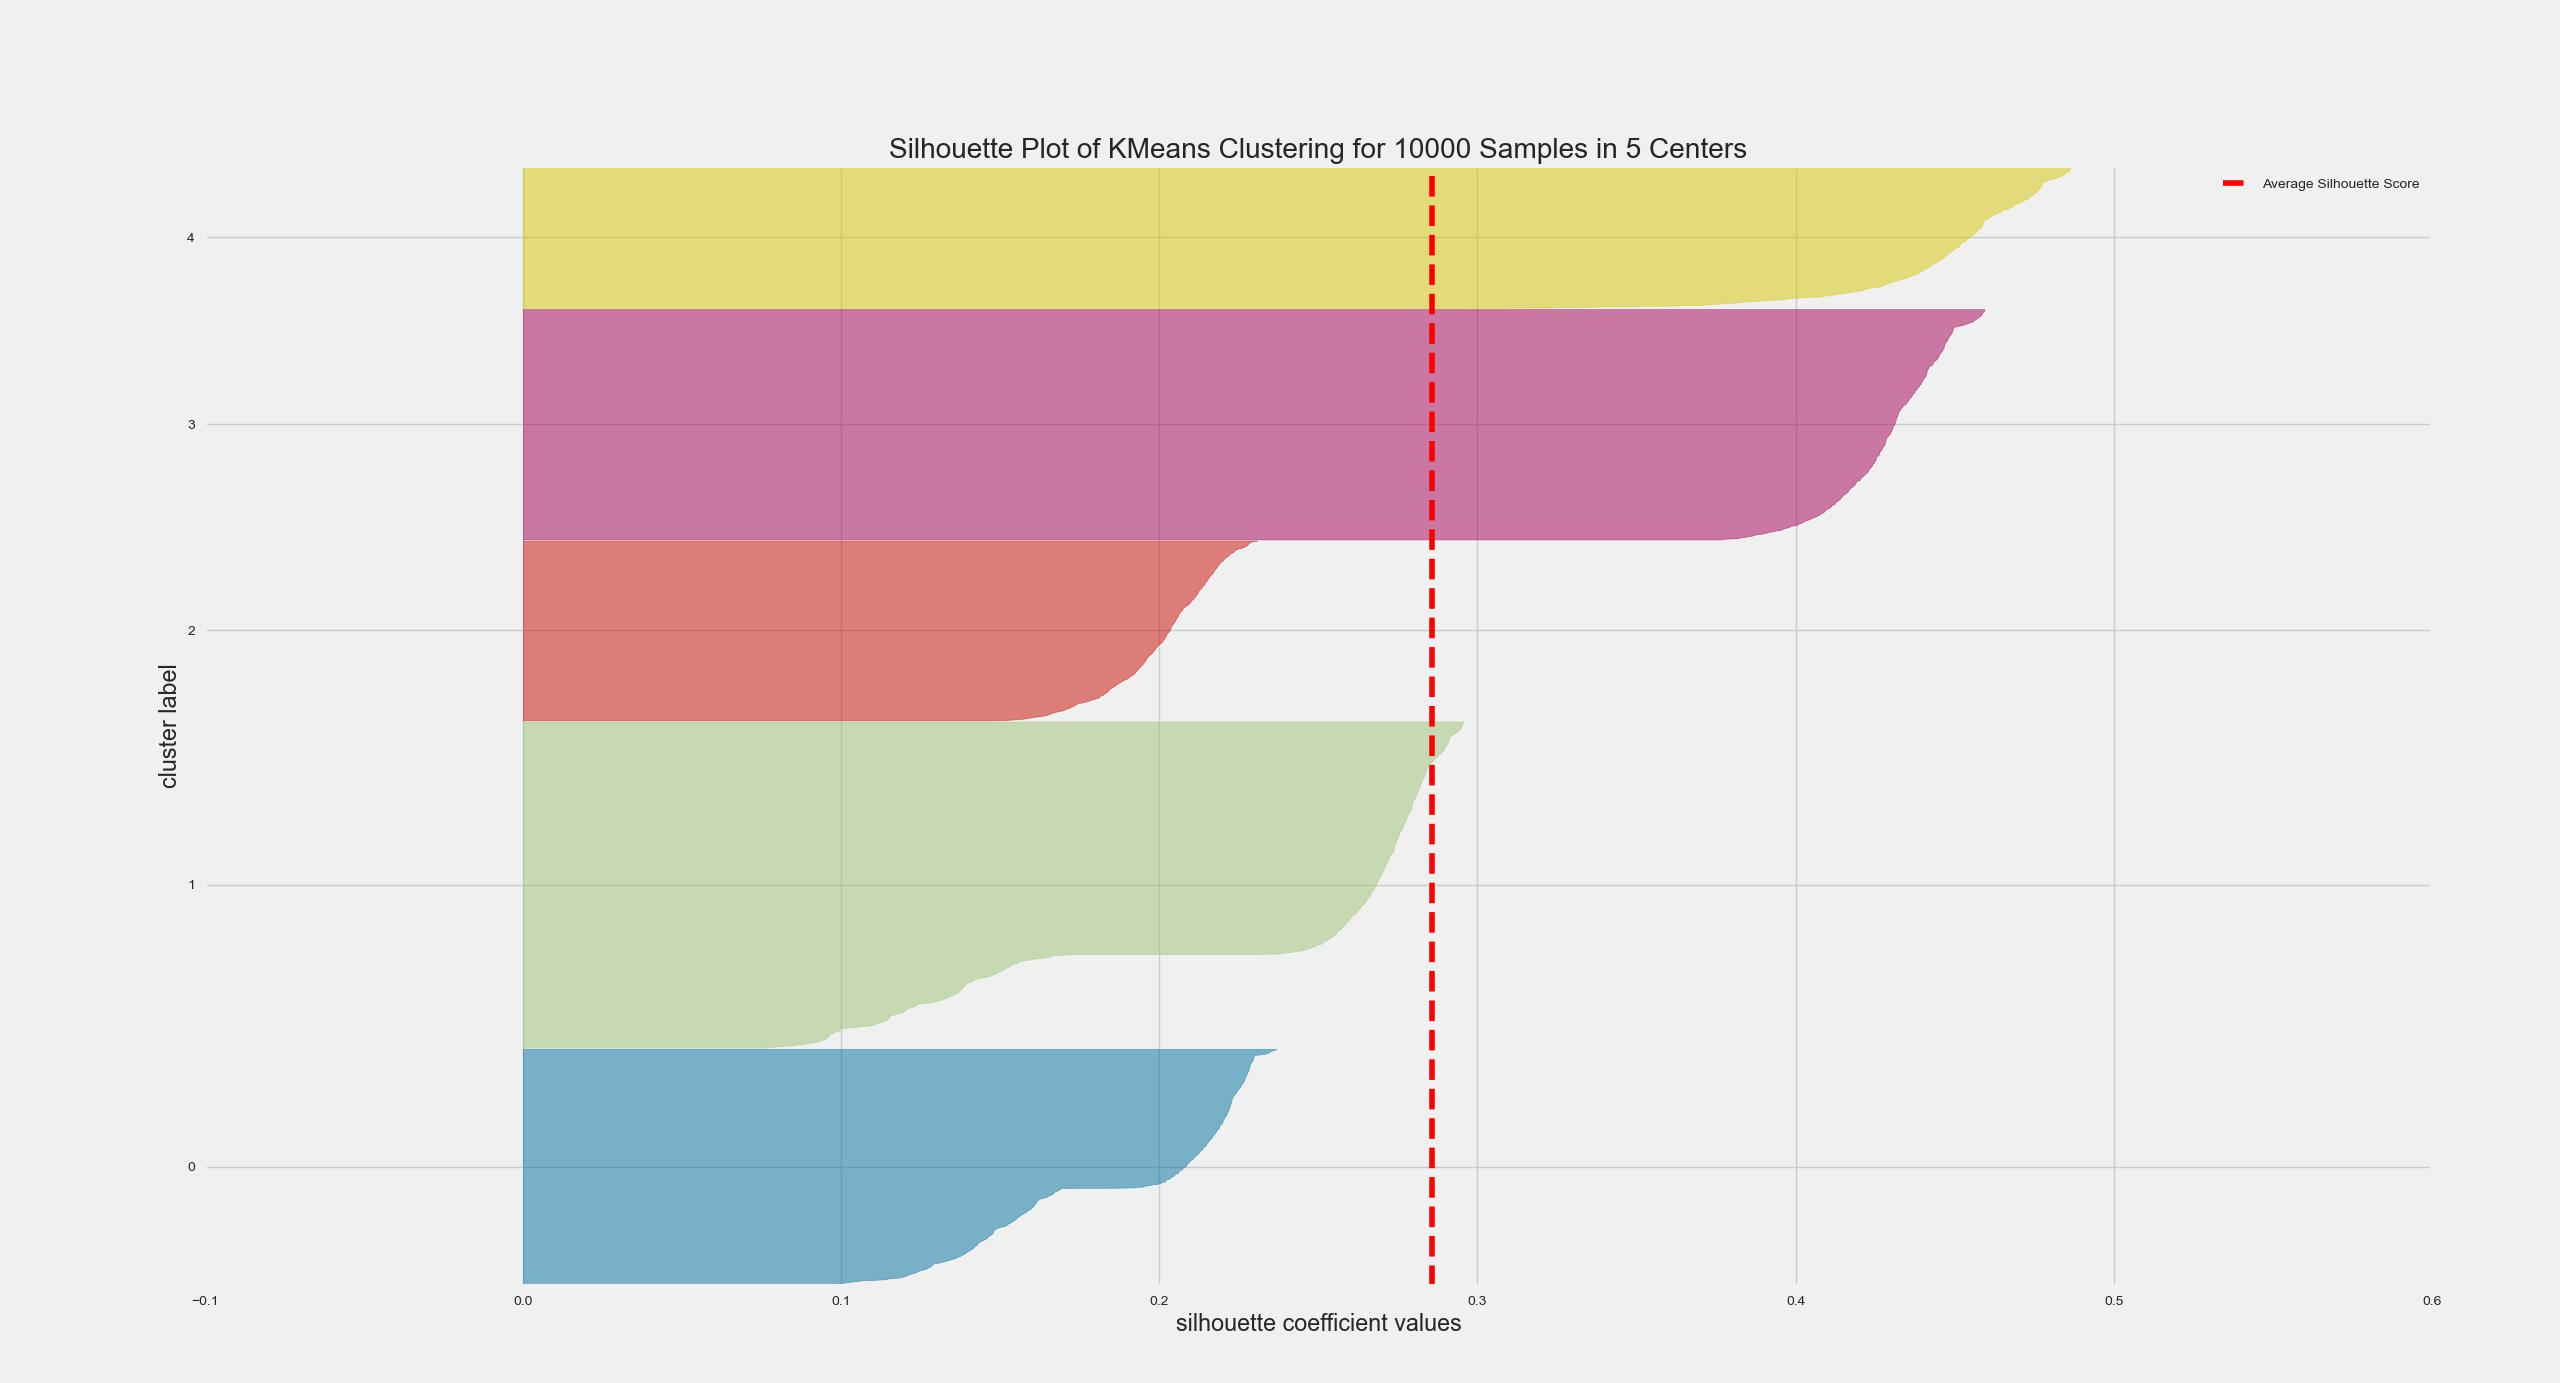 Silhouette Plot of KMeans Clustering for 10000 Samples in 5 Centers
Average Silhouette Score
4
3
2
1
0
cluster label
−0.1 0.0 0.1 0.2 0.3 0.4 0.5 0.6
silhouette coefficient values